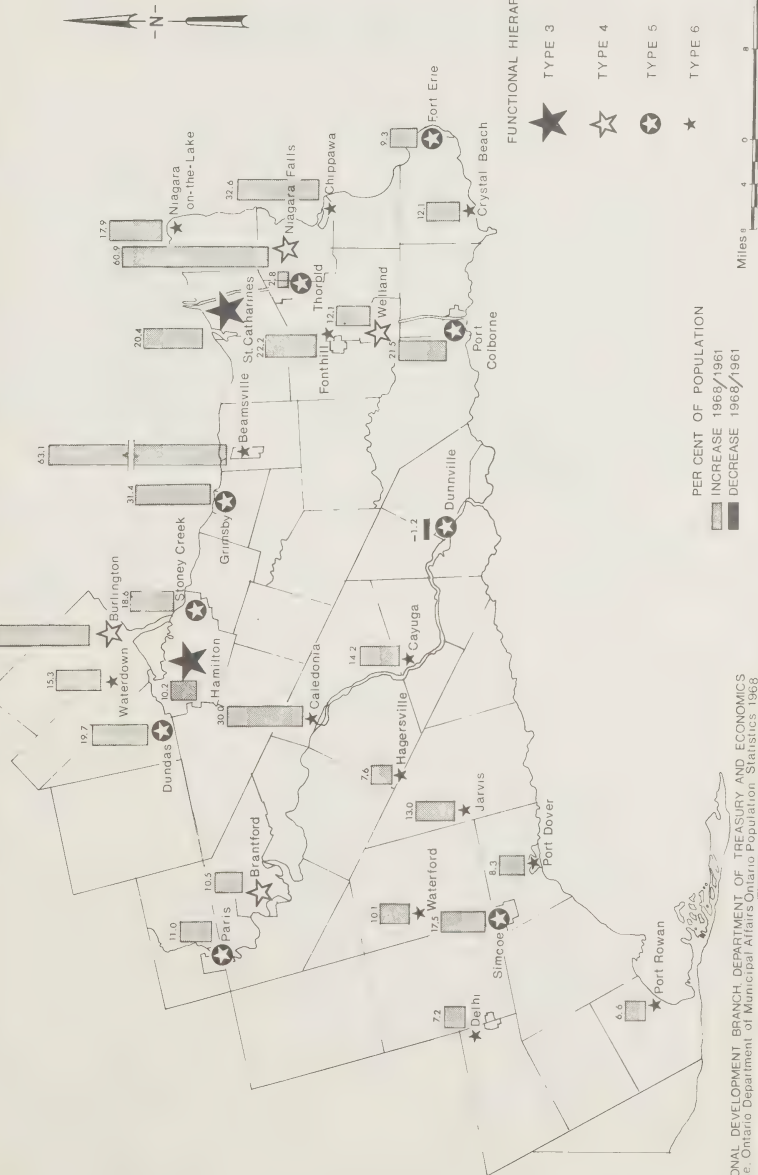 -N-
17.9
Niagara
on-the-Lake
60.9
32.6
Niagara Falls
Chippawa
20.4
St. Catharines
2.8
Thorold
22.2
12.1
Fonthill
Welland
21.5
Port
Colborne
9.3
Fort Erie
12.1
Crystal Beach
63.1
Beamsville
31.4
Grimsby
Burlington
18.6
Stoney Creek
15.3
Waterdown
10.2
Hamilton
19.7
Dundas
30.0
Caledonia
14.2
Cayuga
-1.2
Dunnville
7.6
Hagersville
13.0
Jarvis
10.5
Brantford
11.0
Paris
10.1
Waterford
17.5
Simcoe
8.3
Port Dover
7.2
Delhi
6.6
Port Rowan
FUNCTIONAL HIERAR
TYPE 3
TYPE 4
TYPE 5
TYPE 6
PER CENT OF POPULATION
INCREASE 1968/1961
DECREASE 1968/1961
Miles 8 4 0 8
ONAL DEVELOPMENT BRANCH, DEPARTMENT OF TREASURY AND ECONOMICS
e. Ontario Department of Municipal Affairs Ontario Population Statistics 1968